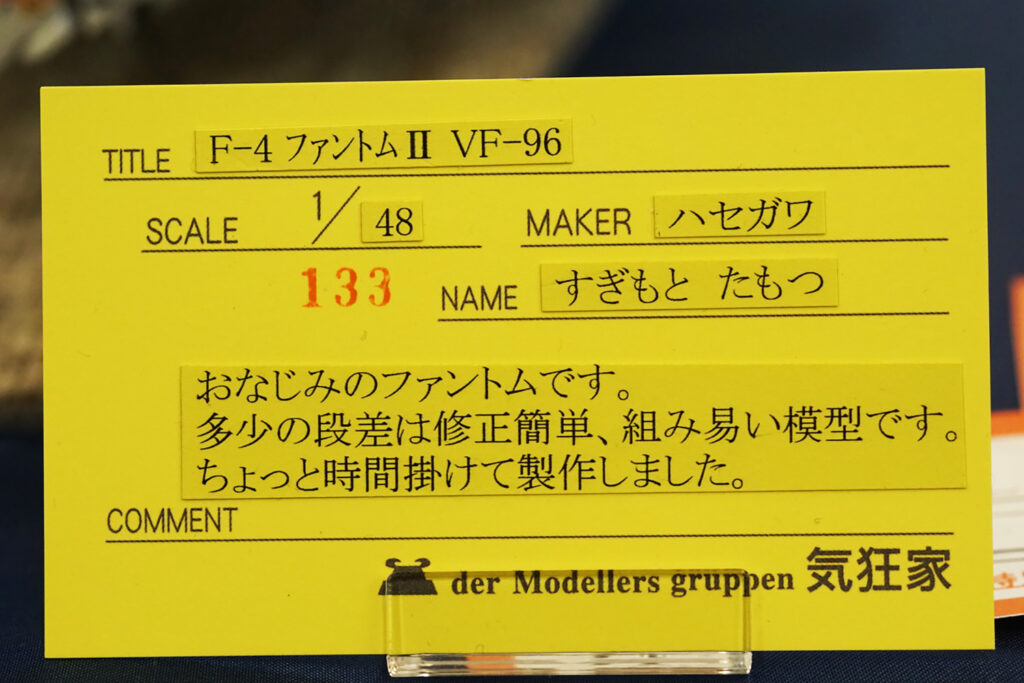 TITLE F-4 ファントムⅡ VF-96
SCALE 1/48 MAKER ハセガワ
133 NAME すぎもと たもつ
おなじみのファントムです。
多少の段差は修正簡単、組み易い模型です。
ちょっと時間掛けて製作しました。
COMMENT
der Modellers gruppen 気狂家